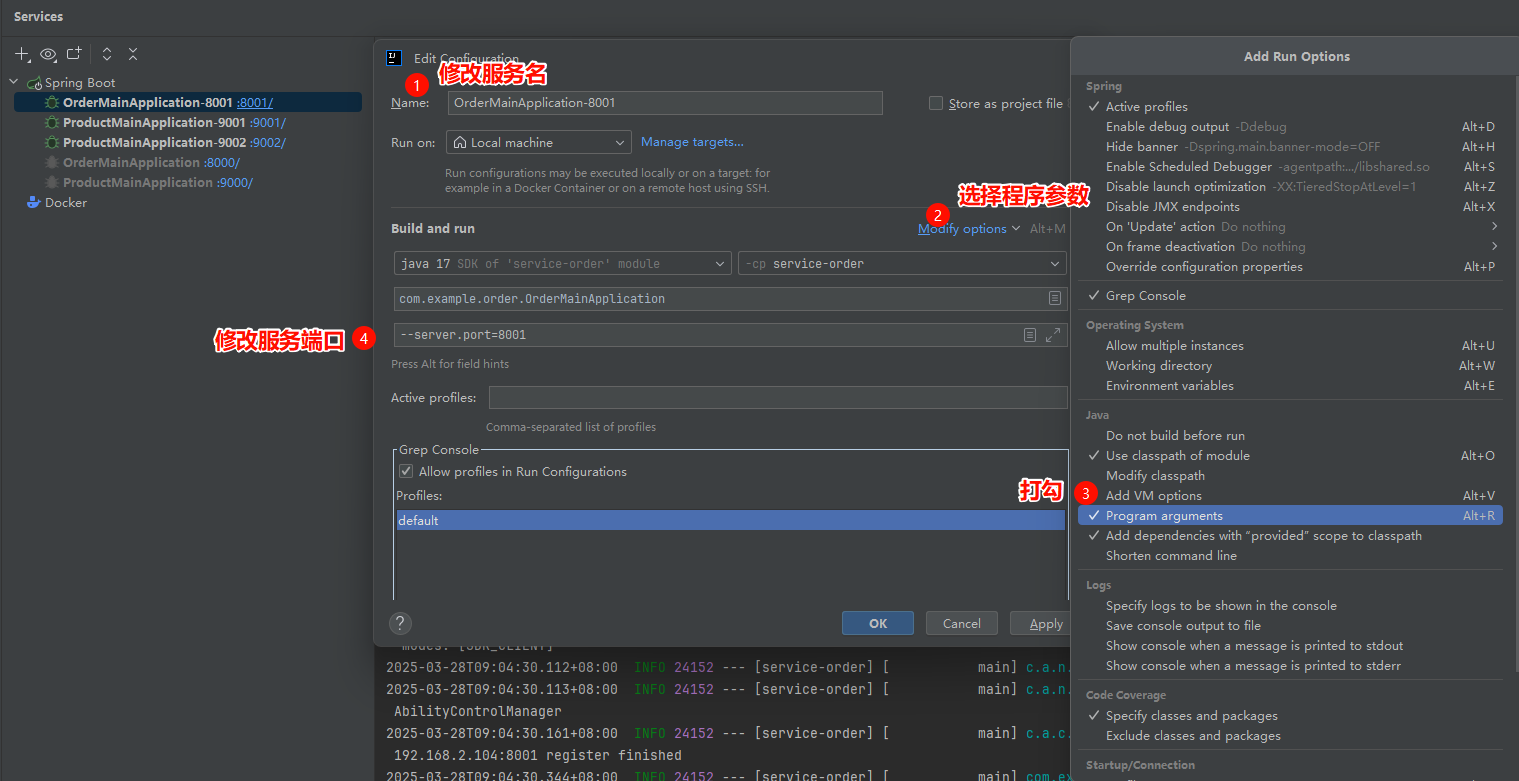 Services
Spring Boot
OrderMainApplication-8001 :8001/
ProductMainApplication-9001 :9001/
ProductMainApplication-9002 :9002/
OrderMainApplication :8000/
ProductMainApplication :9000/
Docker
Edit Configuration
1 修改服务名
Name: OrderMainApplication-8001
Store as project file
Run on: Local machine
Manage targets...
Run configurations may be executed locally or on a target: for
example in a Docker Container or on a remote host using SSH.
选择程序参数
2
Build and run
Modify options Alt+M
java 17 SDK of 'service-order' module
-cp service-order
com.example.order.OrderMainApplication
修改服务端口 4
--server.port=8001
Press Alt for field hints
Active profiles:
Comma-separated list of profiles
Grep Console
Allow profiles in Run Configurations
Profiles:
default
打勾 3
?
OK
Cancel
Apply
Add Run Options
Spring
Active profiles
Enable debug output -Ddebug Alt+D
Hide banner -Dspring.main.banner-mode=OFF Alt+H
Enable Scheduled Debugger -agentpath:.../libshared.so Alt+S
Disable launch optimization -XX:TieredStopAtLevel=1 Alt+Z
Disable JMX endpoints Alt+X
On 'Update' action Do nothing
On frame deactivation Do nothing
Override configuration properties Alt+P
Grep Console
Operating System
Allow multiple instances Alt+U
Working directory Alt+W
Environment variables Alt+E
Java
Do not build before run
Use classpath of module Alt+O
Modify classpath
Add VM options Alt+V
Program arguments Alt+R
Add dependencies with “provided” scope to classpath
Shorten command line
Logs
Specify logs to be shown in the console
Save console output to file
Show console when a message is printed to stdout
Show console when a message is printed to stderr
Code Coverage
Specify classes and packages
Exclude classes and packages
Startup/Connection
modes: [SDK_CLIENT]
2025-03-28T09:04:30.112+08:00 INFO 24152 --- [service-order] [ main] c.a.n.
2025-03-28T09:04:30.113+08:00 INFO 24152 --- [service-order] [ main] c.a.n.
AbilityControlManager
2025-03-28T09:04:30.161+08:00 INFO 24152 --- [service-order] [ main] c.a.c.
192.168.2.104:8001 register finished
2025-03-28T09:04:30.344+08:00 INFO 24152 --- [service-order] [ main] com.ex